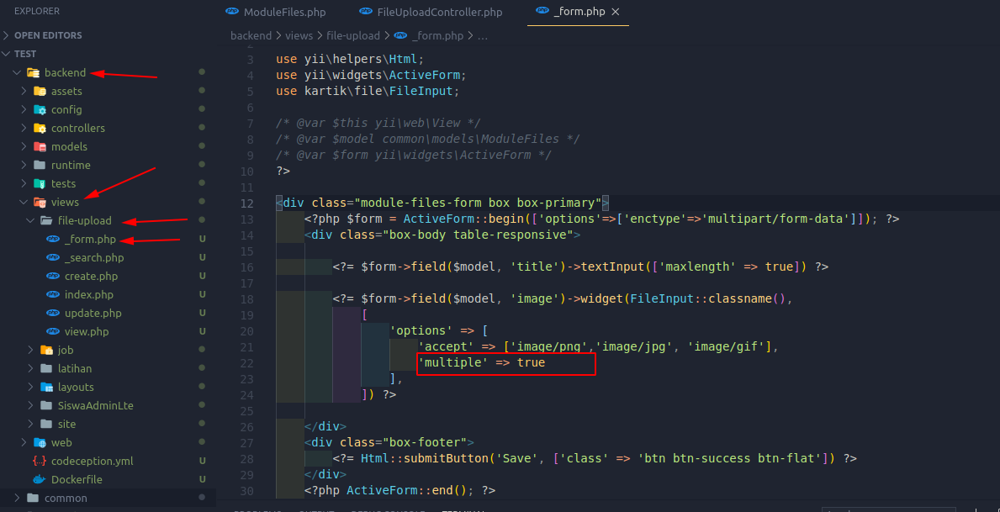 EXPLORER
OPEN EDITORS
TEST
backend
assets
config
controllers
models
runtime
tests
views
file-upload
_form.php U
_search.php U
create.php U
index.php U
update.php U
view.php U
job
latihan
layouts
SiswaAdminLte
site
web
codeception.yml U
Dockerfile U
common
ModuleFiles.php FileUploadController.php _form.php ×
backend > views > file-upload > _form.php > ...
3 use yii\helpers\Html;
4 use yii\widgets\ActiveForm;
5 use kartik\file\FileInput;
6
7 /* @var $this yii\web\View */
8 /* @var $model common\models\ModuleFiles */
9 /* @var $form yii\widgets\ActiveForm */
10 ?>
11
12 <div class="module-files-form box box-primary">
13 <?php $form = ActiveForm::begin(['options'=>['enctype'=>'multipart/form-data']]); ?>
14 <div class="box-body table-responsive">
15
16 <?= $form->field($model, 'title')->textInput(['maxlength' => true]) ?>
17
18 <?= $form->field($model, 'image')->widget(FileInput::classname(),
19 [
20 'options' => [
21 'accept' => ['image/png','image/jpg', 'image/gif'],
22 'multiple' => true
23 ],
24 ]) ?>
25
26 </div>
27 <div class="box-footer">
28 <?= Html::submitButton('Save', ['class' => 'btn btn-success btn-flat']) ?>
29 </div>
30 <?php ActiveForm::end(); ?>